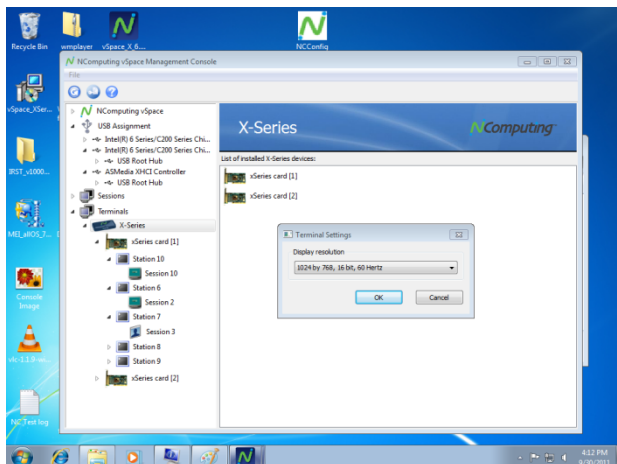 Recycle Bin
wmplayer
vSpace_X_6...
NCConfig
NComputing vSpace Management Console
File
vSpace_XSer...
IRST_v1000...
MEI_allOS_7...
Console
Image
vlc-1.1.9-wi...
NC Test log
NComputing vSpace
USB Assignment
Intel(R) 6 Series/C200 Series Chi...
Intel(R) 6 Series/C200 Series Chi...
USB Root Hub
ASMedia XHCI Controller
USB Root Hub
Sessions
Terminals
X-Series
xSeries card [1]
Station 10
Session 10
Station 6
Session 2
Station 7
Session 3
Station 8
Station 9
xSeries card [2]
X-Series
NComputing
List of installed X-Series devices:
xSeries card [1]
xSeries card [2]
Terminal Settings
Display resolution
1024 by 768, 16 bit, 60 Hertz
OK
Cancel
4:12 PM
9/30/2011